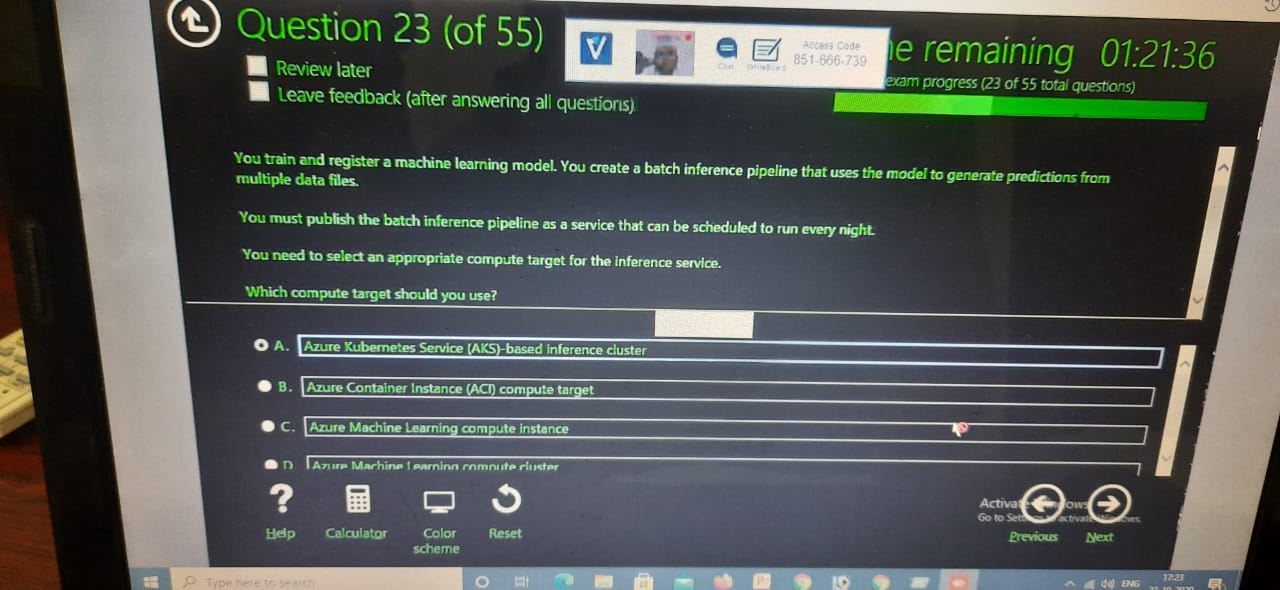 Question 23 (of 55)
Review later
Leave feedback (after answering all questions)
V
Chat
WhiteBoard
Access Code
851-666-739
remaining 01:21:36
exam progress (23 of 55 total questions)
You train and register a machine learning model. You create a batch inference pipeline that uses the model to generate predictions from
multiple data files.
You must publish the batch inference pipeline as a service that can be scheduled to run every night.
You need to select an appropriate compute target for the inference service.
Which compute target should you use?
A. Azure Kubernetes Service (AKS)-based inference cluster
B. Azure Container Instance (ACI) compute target
C. Azure Machine Learning compute instance
D Azure Machine Learning compute cluster
? 
Help
Calculator
Color
scheme
Reset
Activate Windows
Go to Settings to activate Windows.
Previous
Next
Type here to search
ENG
17:23